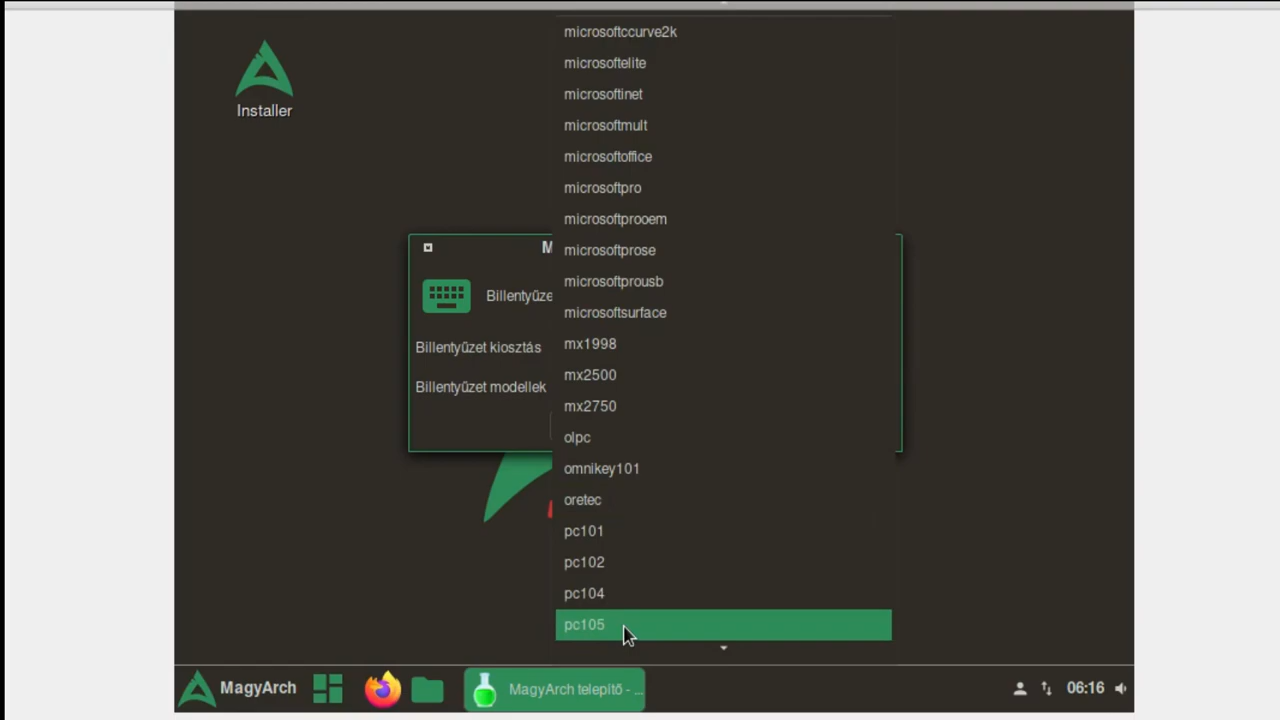 Installer
M
Billentyűze
Billentyűzet kiosztás
Billentyűzet modellek
microsoftccurve2k
microsoftelite
microsoftinet
microsoftmult
microsoftoffice
microsoftpro
microsoftprooem
microsoftprose
microsoftprousb
microsoftsurface
mx1998
mx2500
mx2750
olpc
omnikey101
oretec
pc101
pc102
pc104
pc105
MagyArch
MagyArch telepítő - ...
06:16